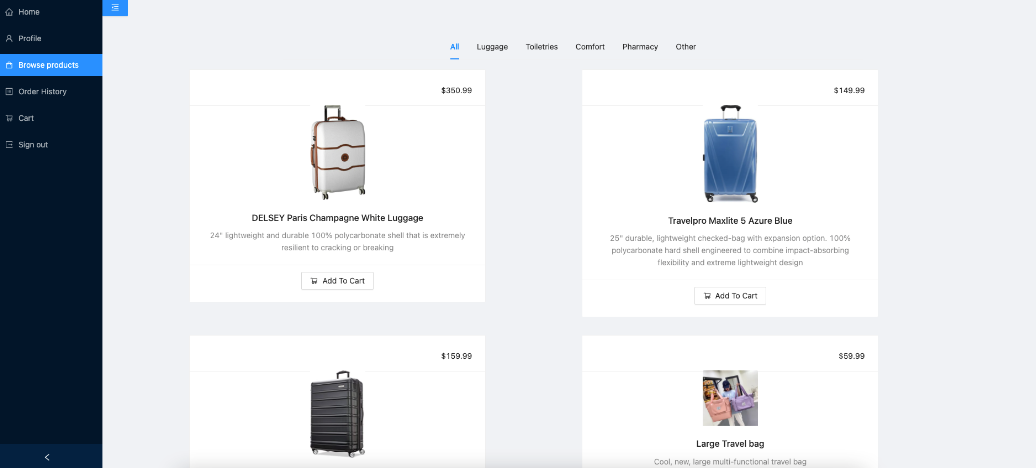 Home
Profile
Browse products
Order History
Cart
Sign out
All Luggage Toiletries Comfort Pharmacy Other
$350.99
DELSEY Paris Champagne White Luggage
24" lightweight and durable 100% polycarbonate shell that is extremely
resilient to cracking or breaking
Add To Cart
$149.99
Travelpro Maxlite 5 Azure Blue
25" durable, lightweight checked-bag with expansion option. 100%
polycarbonate hard shell engineered to combine impact-absorbing
flexibility and extreme lightweight design
Add To Cart
$159.99
$59.99
Large Travel bag
Cool, new, large multi-functional travel bag